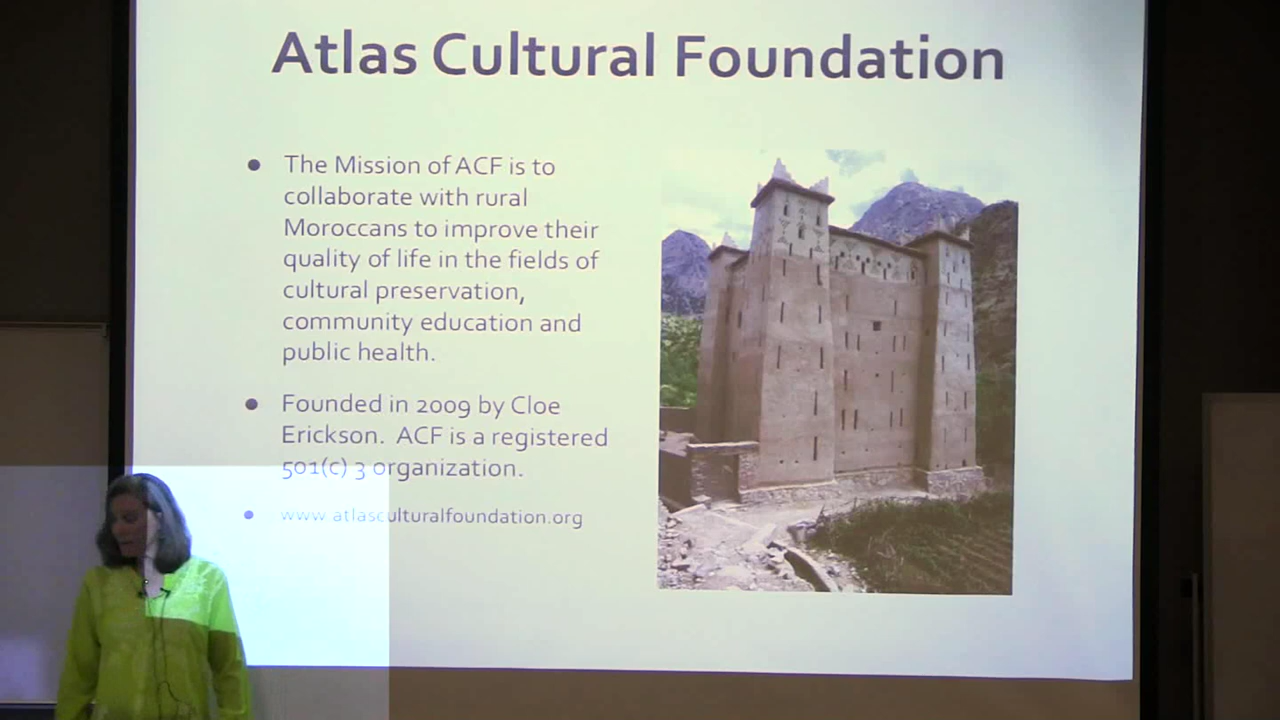 Atlas Cultural Foundation
The Mission of ACF is to
collaborate with rural
Moroccans to improve their
quality of life in the fields of
cultural preservation,
community education and
public health.
Founded in 2009 by Cloe
Erickson. ACF is a registered
501(c) 3 organization.
www.atlasculturalfoundation.org